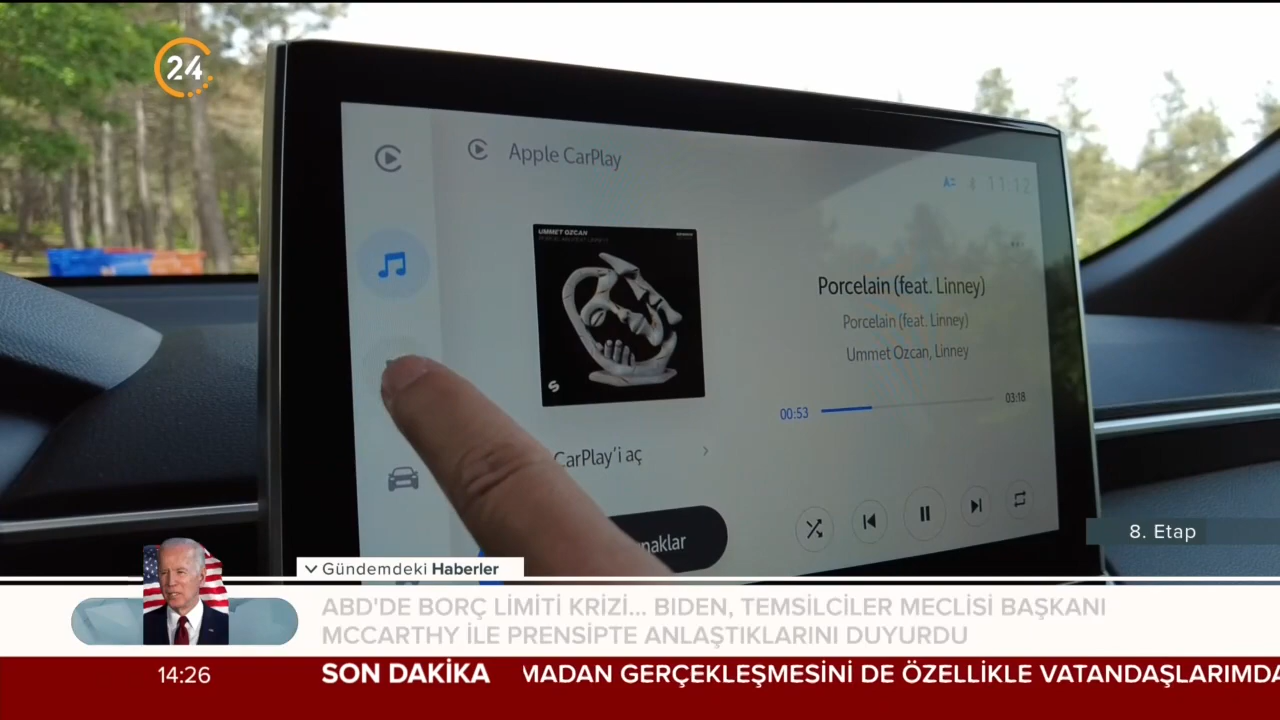 24
Apple CarPlay
11:12
UMMET OZCAN
Porcelain (feat. Linney)
Porcelain (feat. Linney)
Ummet Ozcan, Linney
00:53
03:18
CarPlay'i aç
naklar
8. Etap
Gündemdeki Haberler
ABD'DE BORÇ LİMİTİ KRİZİ... BIDEN, TEMSİLCİLER MECLİSİ BAŞKANI
MCCARTHY İLE PRENSİPTE ANLAŞTIKLARINI DUYURDU
14:26 SON DAKİKA MADAN GERÇEKLEŞMESİNİ DE ÖZELLİKLE VATANDAŞLARIMDA